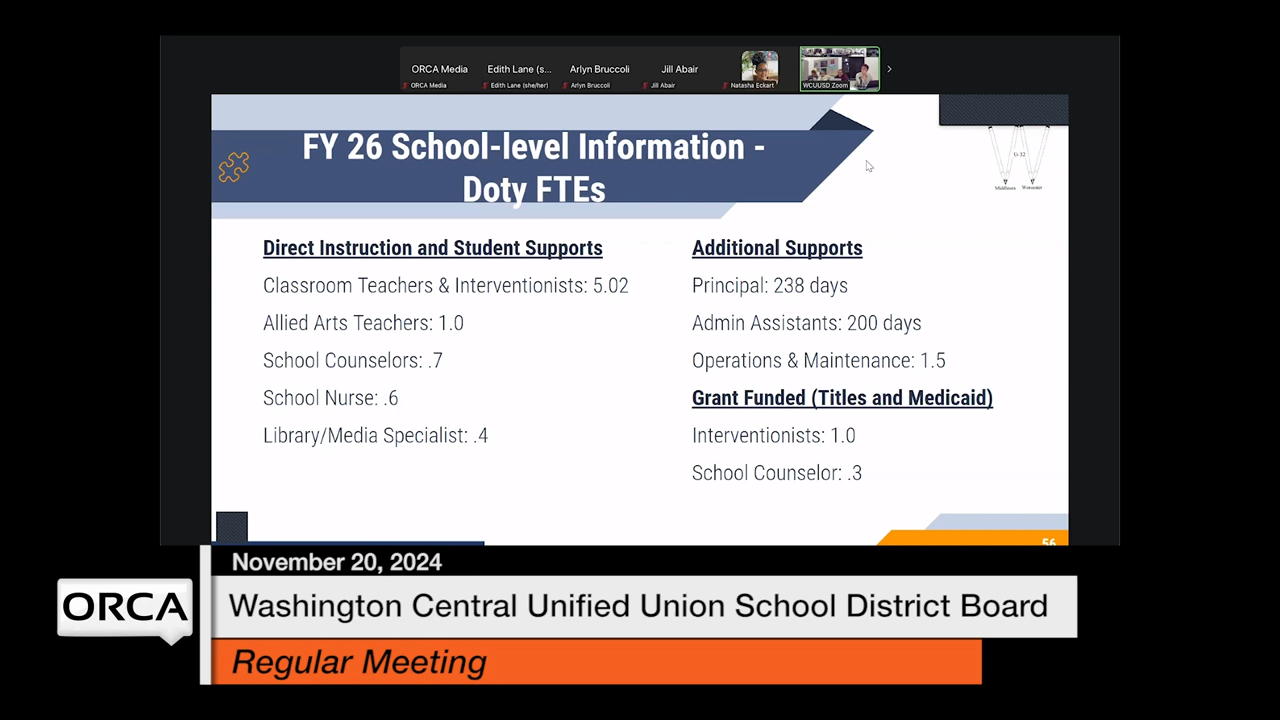 ORCA Media
Edith Lane (s...
Arlyn Bruccoli
Jill Abair
ORCA Media
Edith Lane (she/her)
Arlyn Bruccoli
Jill Abair
Natasha Eckart
WCUUSD Zoom
FY 26 School-level Information -
Doty FTEs
U-32
Middlesex Worcester
Direct Instruction and Student Supports
Classroom Teachers & Interventionists: 5.02
Allied Arts Teachers: 1.0
School Counselors: .7
School Nurse: .6
Library/Media Specialist: .4
Additional Supports
Principal: 238 days
Admin Assistants: 200 days
Operations & Maintenance: 1.5
Grant Funded (Titles and Medicaid)
Interventionists: 1.0
School Counselor: .3
56
November 20, 2024
ORCA
Washington Central Unified Union School District Board
Regular Meeting